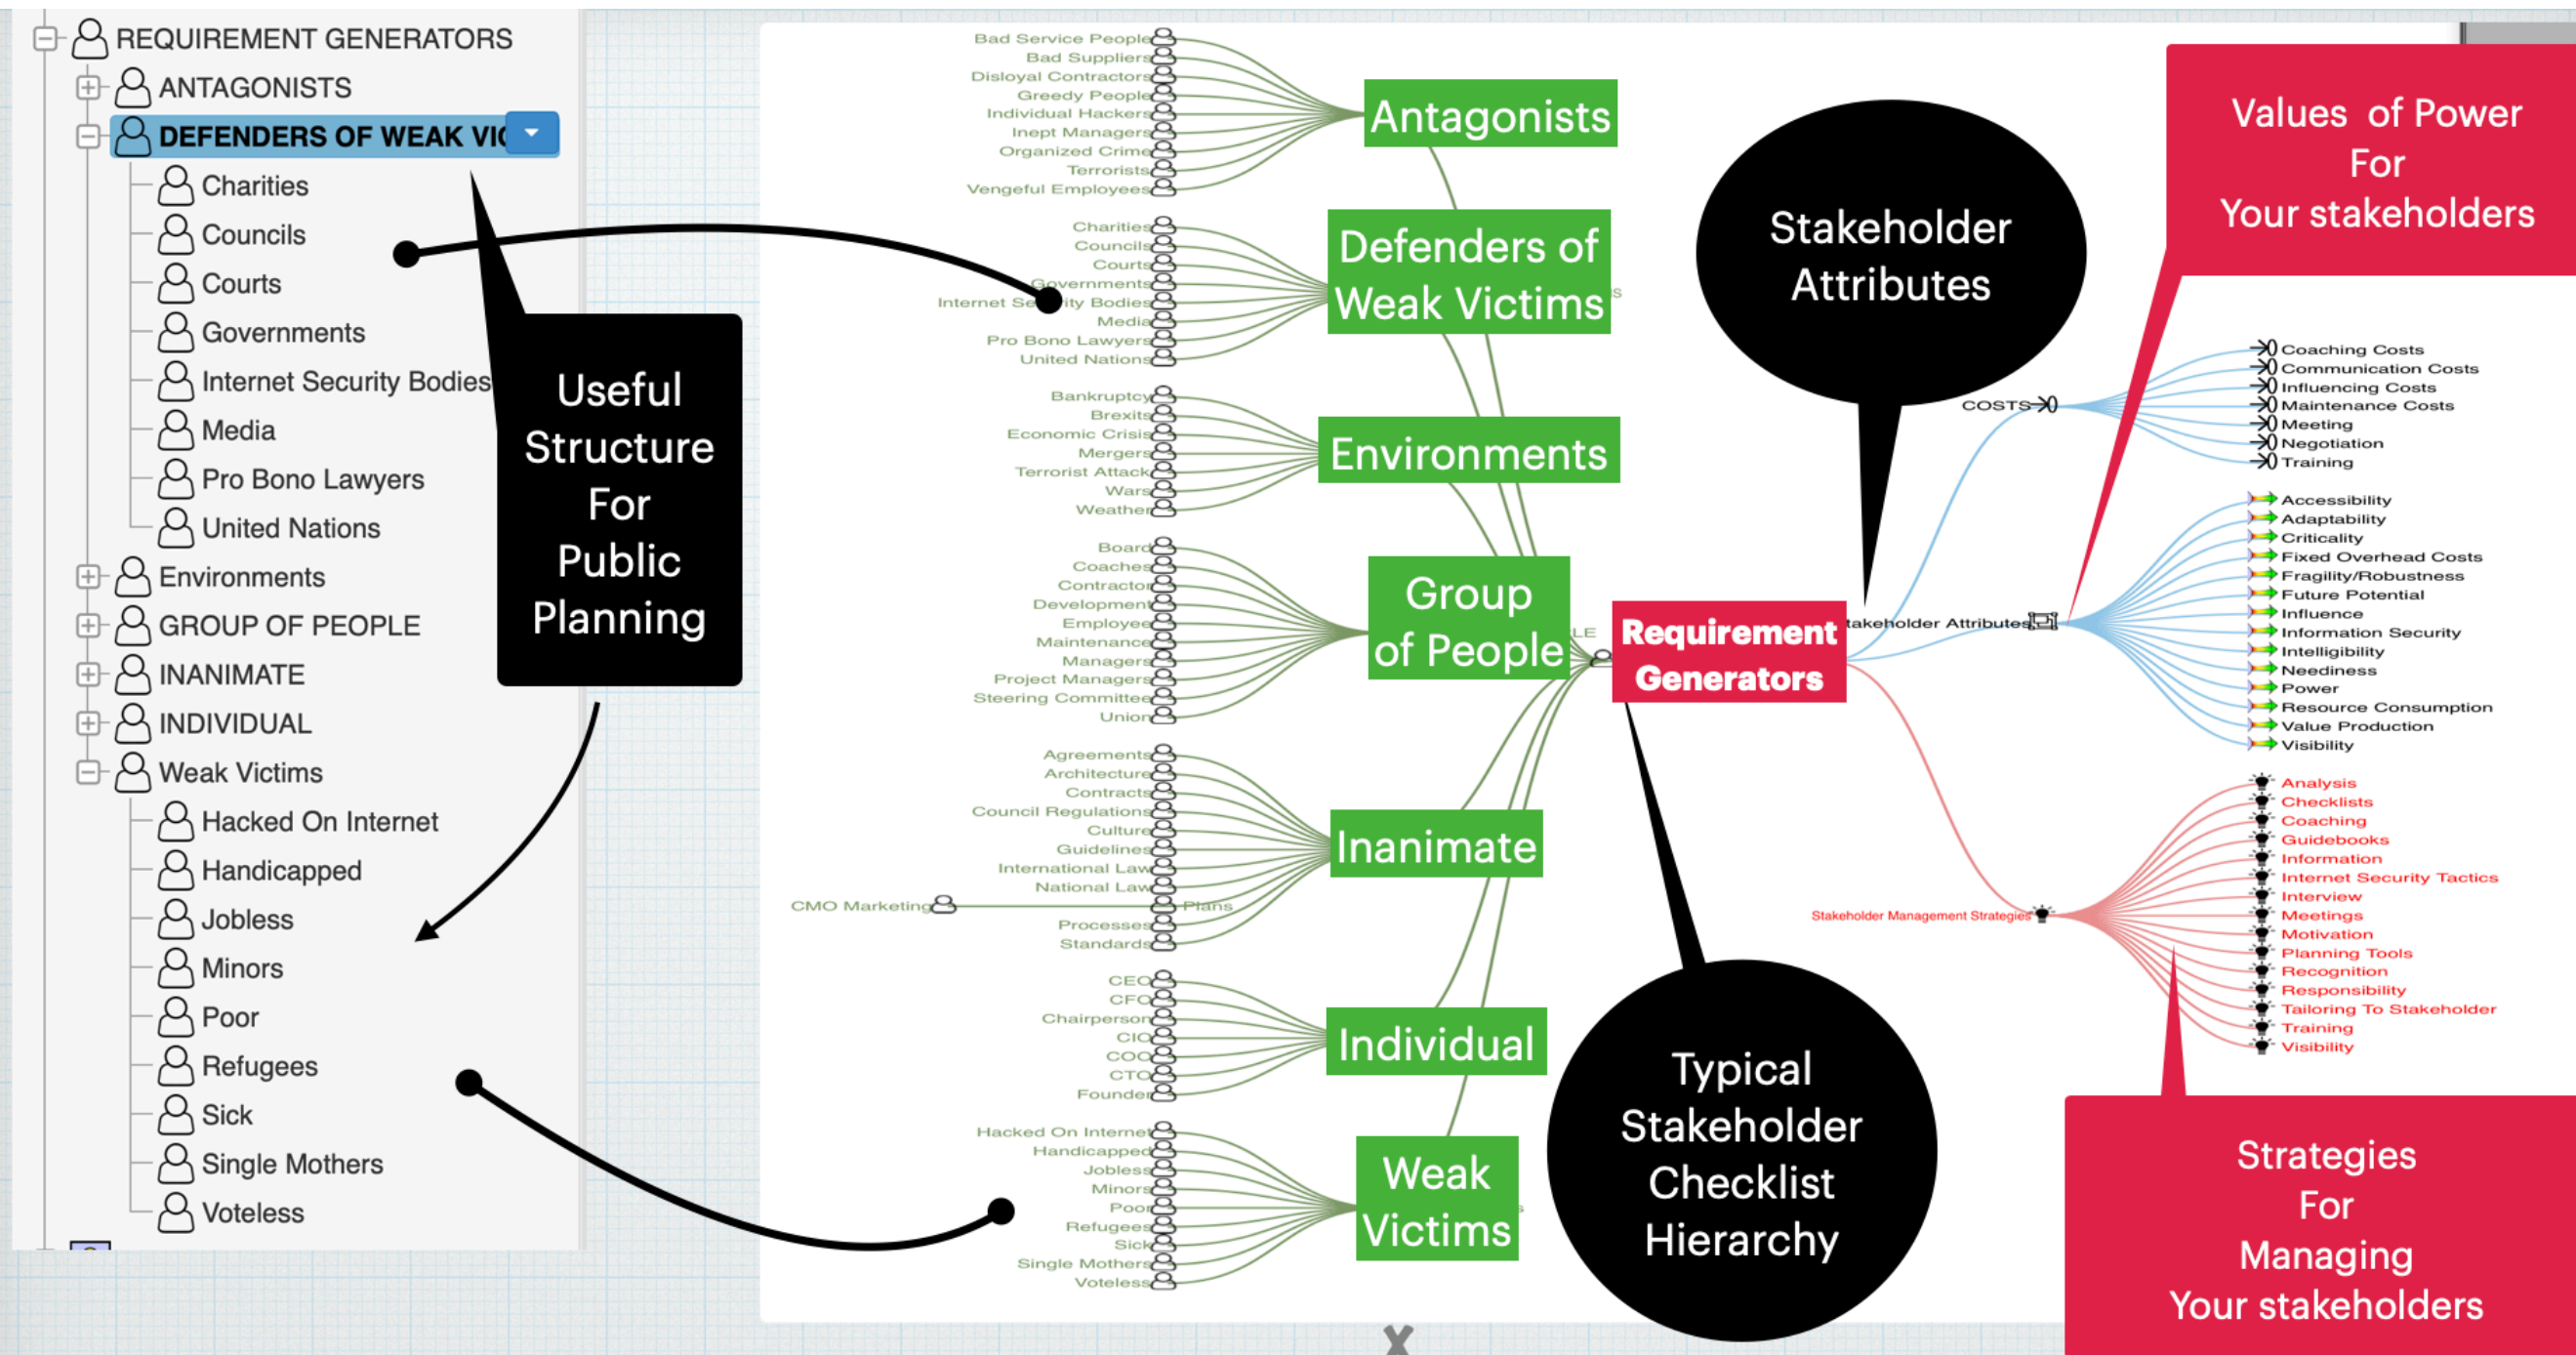 REQUIREMENT GENERATORS
ANTAGONISTS
DEFENDERS OF WEAK VIC
Charities
Councils
Courts
Governments
Internet Security Bodies
Media
Pro Bono Lawyers
United Nations
Environments
GROUP OF PEOPLE
INANIMATE
INDIVIDUAL
Weak Victims
Hacked On Internet
Handicapped
Jobless
Minors
Poor
Refugees
Sick
Single Mothers
Voteless
Useful
Structure
For
Public
Planning
Bad Service People
Bad Suppliers
Disloyal Contractors
Greedy People
Individual Hackers
Inept Managers
Organized Crime
Terrorists
Vengeful Employees
Antagonists
Charities
Councils
Courts
Governments
Internet Security Bodies
Media
Pro Bono Lawyers
United Nations
Defenders of
Weak Victims
Bankruptcy
Brexits
Economic Crisis
Mergers
Terrorist Attack
Wars
Weather
Environments
Board
Coaches
Contractor
Development
Employee
Maintenance
Managers
Project Managers
Steering Committee
Union
Group
of People
LE
Agreements
Architecture
Contracts
Council Regulations
Culture
Guidelines
International Law
National Law
CMO Marketing
Plans
Processes
Standards
Inanimate
CEO
CFO
Chairperson
CIO
COO
CTO
Founder
Individual
Hacked On Internet
Handicapped
Jobless
Minors
Poor
Refugees
Sick
Single Mothers
Voteless
Weak
Victims
Requirement
Generators
Stakeholder
Attributes
Typical
Stakeholder
Checklist
Hierarchy
Values of Power
For
Your stakeholders
COSTS
Coaching Costs
Communication Costs
Influencing Costs
Maintenance Costs
Meeting
Negotiation
Training
takeholder Attributes
Accessibility
Adaptability
Criticality
Fixed Overhead Costs
Fragility/Robustness
Future Potential
Influence
Information Security
Intelligibility
Neediness
Power
Resource Consumption
Value Production
Visibility
Stakeholder Management Strategies
Analysis
Checklists
Coaching
Guidebooks
Information
Internet Security Tactics
Interview
Meetings
Motivation
Planning Tools
Recognition
Responsibility
Tailoring To Stakeholder
Training
Visibility
Strategies
For
Managing
Your stakeholders
X